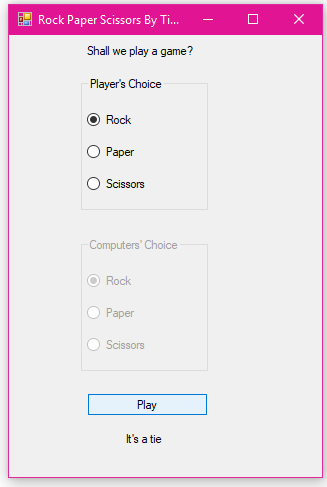 Rock Paper Scissors By Ti...
Shall we play a game?
Player's Choice
Rock
Paper
Scissors
Computers' Choice
Rock
Paper
Scissors
Play
It's a tie